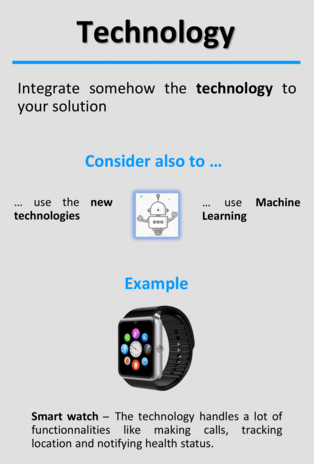 Technology
Integrate somehow the technology to
your solution
Consider also to ...
... use the new
technologies
... use Machine
Learning
Example
Smart watch – The technology handles a lot of
functionnalities like making calls, tracking
location and notifying health status.